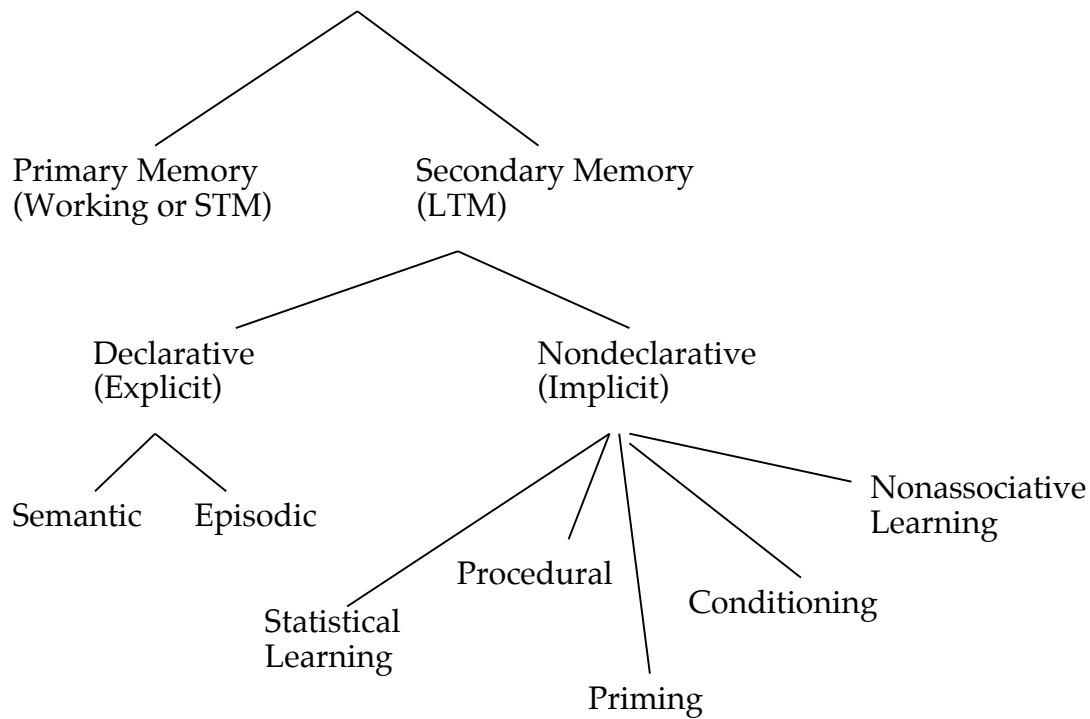 Primary Memory
(Working or STM)
Secondary Memory
(LTM)
Declarative
(Explicit)
Nondeclarative
(Implicit)
Semantic
Episodic
Nonassociative
Learning
Procedural
Conditioning
Statistical
Learning
Priming